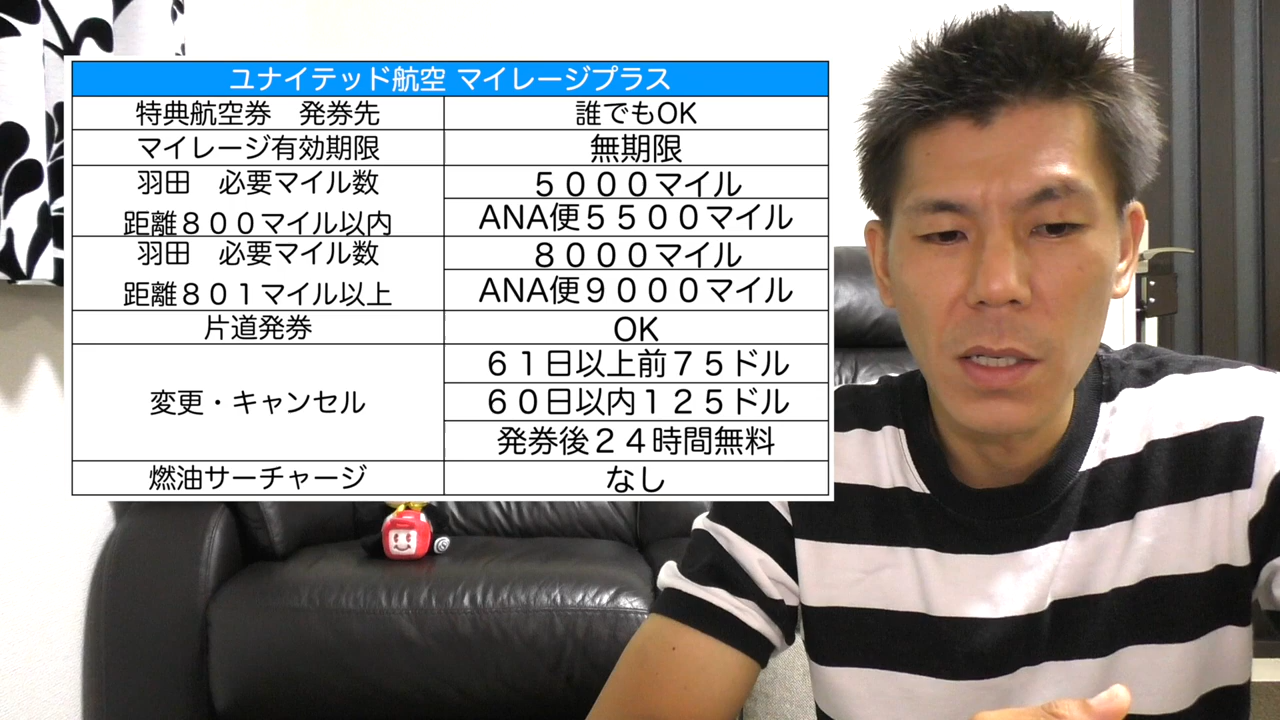 ユナイテッド航空 マイレージプラス
特典航空券　発券先
誰でもOK
マイレージ有効期限
無期限
羽田　必要マイル数
距離８００マイル以内
５０００マイル
ANA便５５００マイル
羽田　必要マイル数
距離８０１マイル以上
８０００マイル
ANA便９０００マイル
片道発券
OK
変更・キャンセル
６１日以上前７５ドル
６０日以内１２５ドル
発券後２４時間無料
燃油サーチャージ
なし